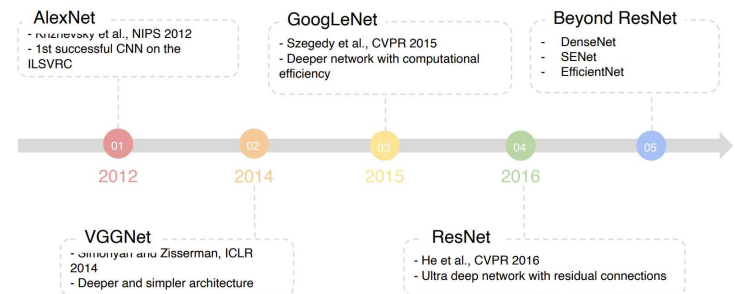 AlexNet
- Krizhevsky et al., NIPS 2012
- 1st successful CNN on the
ILSVRC
GoogLeNet
- Szegedy et al., CVPR 2015
- Deeper network with computational
efficiency
Beyond ResNet
- DenseNet
- SENet
- EfficientNet
01
02
03
04
05
2012
2014
2015
2016
VGGNet
- Simonyan and Zisserman, ICLR
2014
- Deeper and simpler architecture
ResNet
- He et al., CVPR 2016
- Ultra deep network with residual connections